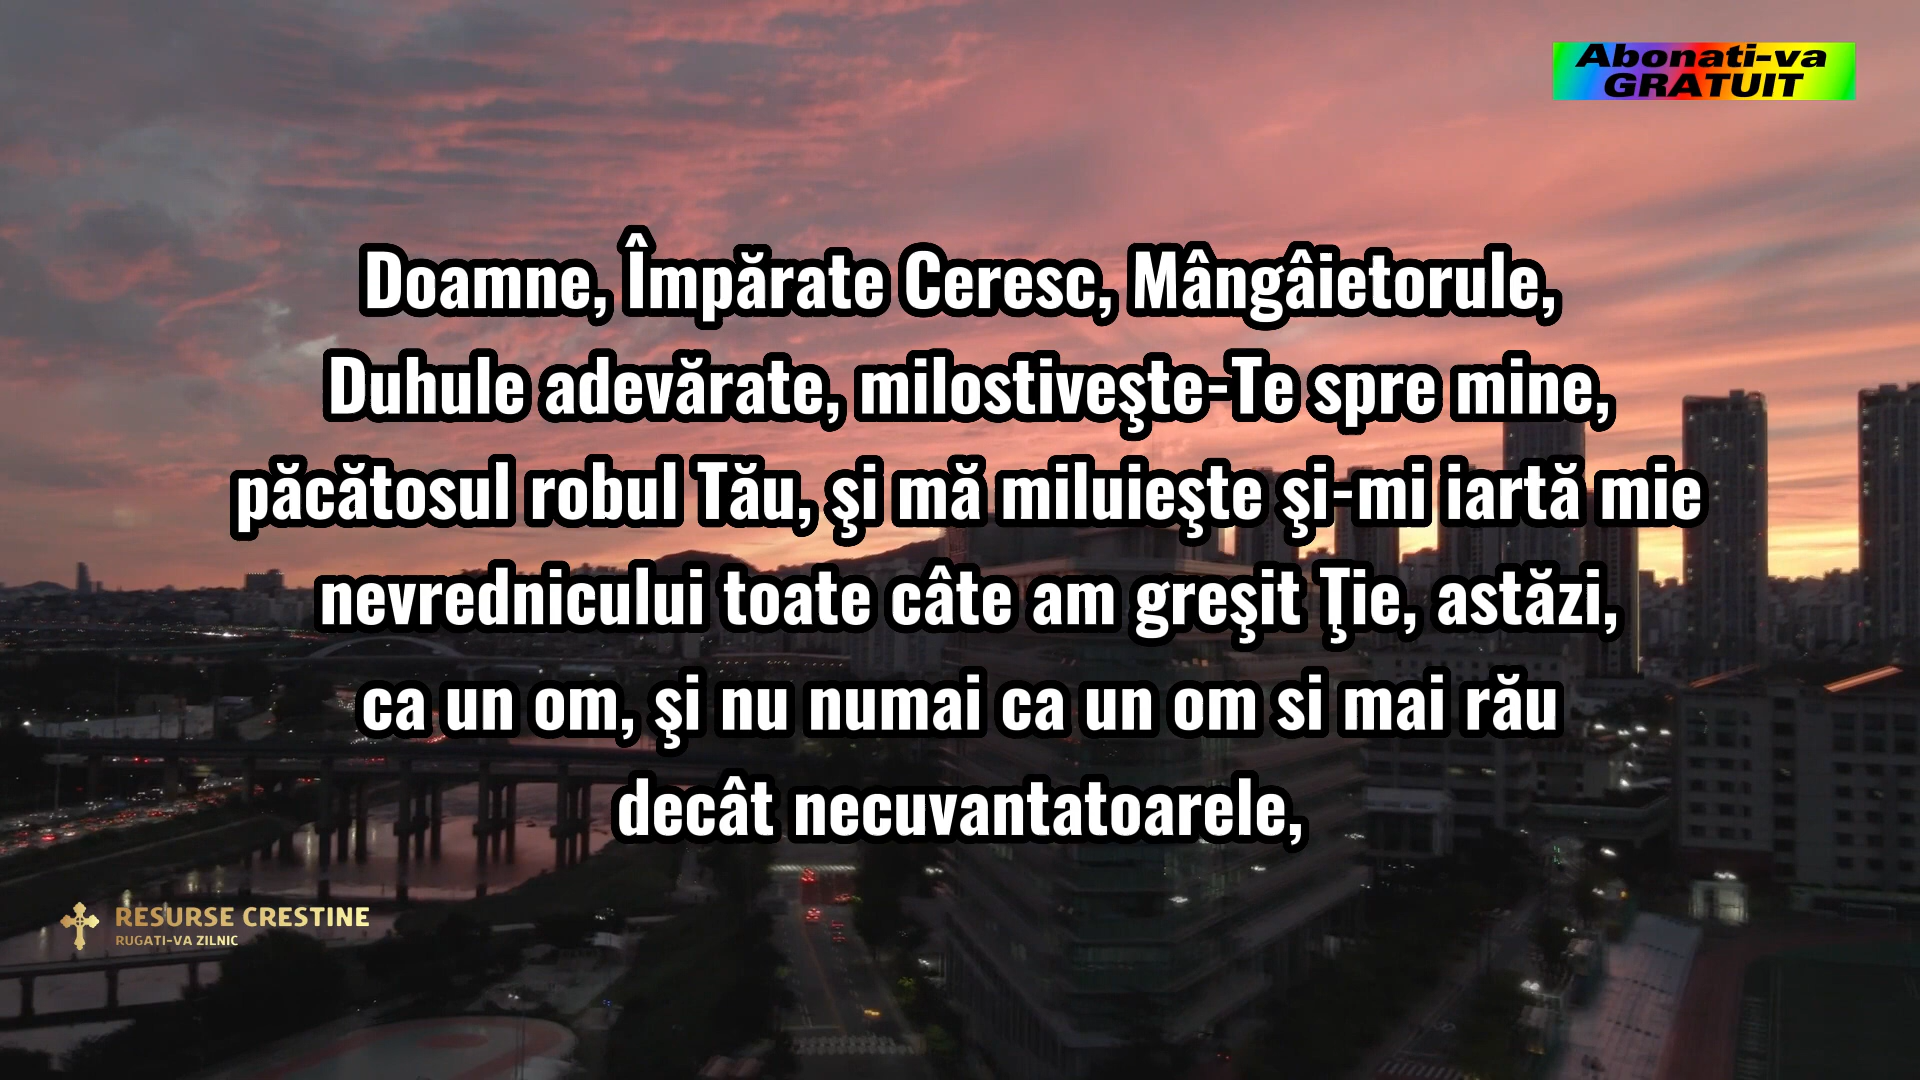 Abonati-va
GRATUIT
Doamne, Împărate Ceresc, Mângâietorule,
Duhule adevărate, milostiveşte-Te spre mine,
păcătosul robul Tău, şi mă miluieşte şi-mi iartă mie
nevrednicului toate câte am greşit Ţie, astăzi,
ca un om, şi nu numai ca un om si mai rău
decât necuvantatoarele,
RESURSE CRESTINE
RUGATI-VA ZILNIC